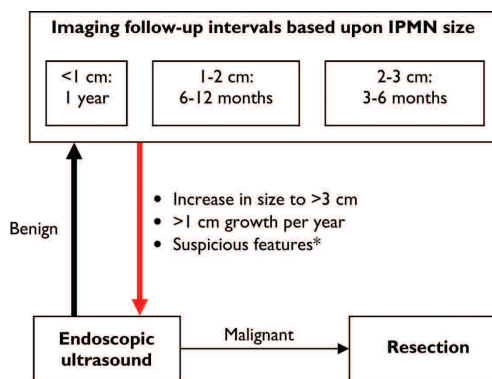 Imaging follow-up intervals based upon IPMN size
<1 cm:
1 year
1-2 cm:
6-12 months
2-3 cm:
3-6 months
• Increase in size to >3 cm
• >1 cm growth per year
• Suspicious features*
Benign
Endoscopic
ultrasound
Malignant
Resection